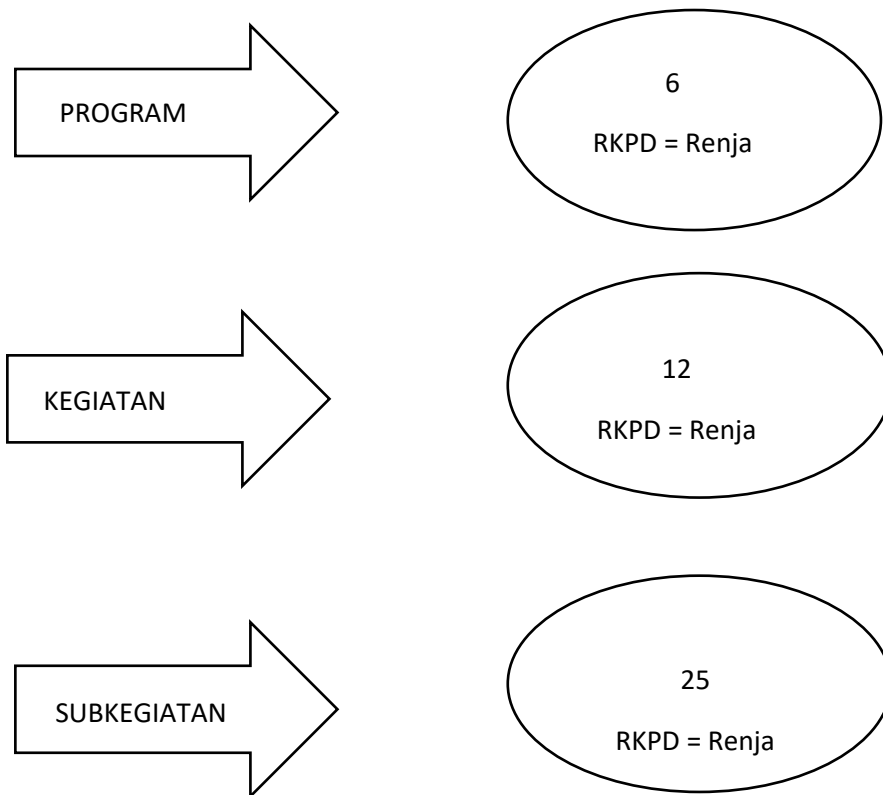 PROGRAM
6
RKPD = Renja
KEGIATAN
12
RKPD = Renja
SUBKEGIATAN
25
RKPD = Renja